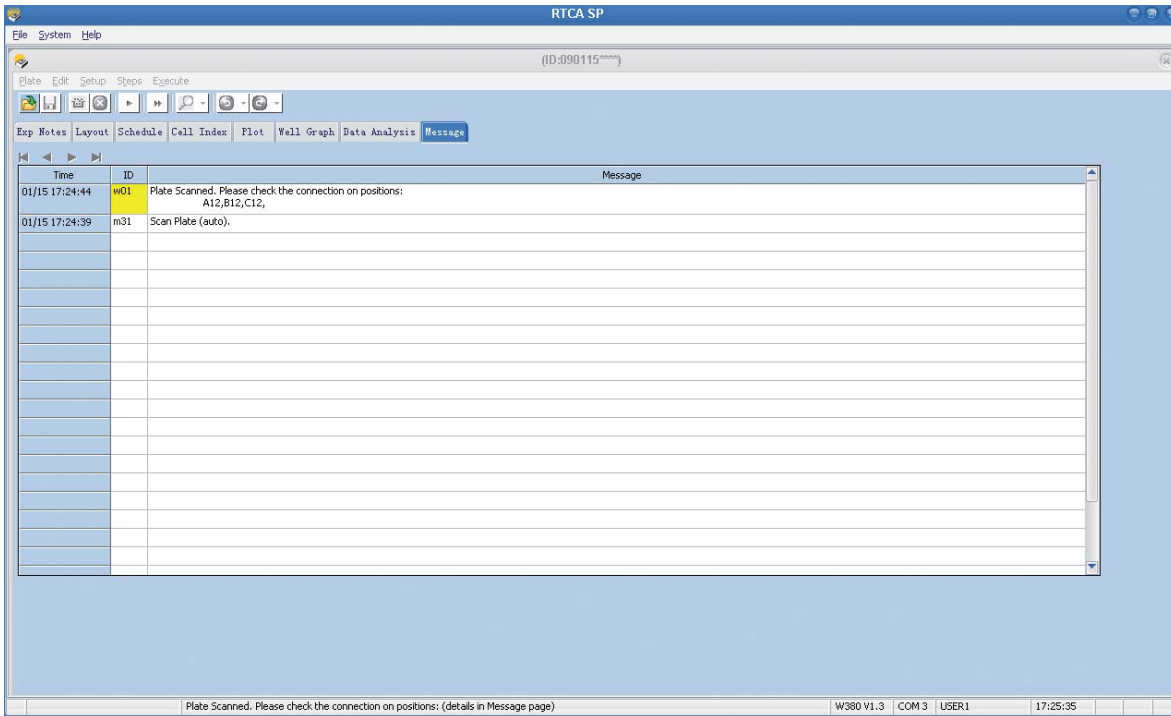 RTCA SP
File System Help
(ID:090115****)
Plate Edit Setup Steps Execute
Exp Notes Layout Schedule Cell Index Plot Well Graph Data Analysis Message
Time ID Message
01/15 17:24:44 w01 Plate Scanned. Please check the connection on positions:
A12,B12,C12,
01/15 17:24:39 m31 Scan Plate (auto).
Plate Scanned. Please check the connection on positions: (details in Message page) W380 V1.3 COM 3 USER1 17:25:35